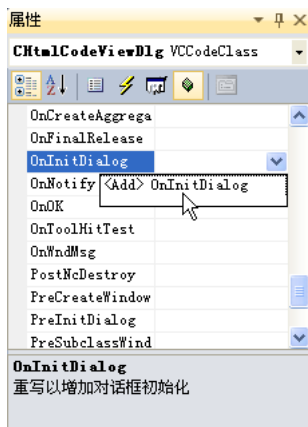 属性
CHtmlCodeViewDlg VCCodeClass
OnCreateAggrega
OnFinalRelease
OnInitDialog
OnNotify <Add> OnInitDialog
OnOK
OnToolHitTest
OnWndMsg
PostNcDestroy
PreCreateWindow
PreInitDialog
PreSubclassWind
OnInitDialog
重写以增加对话框初始化